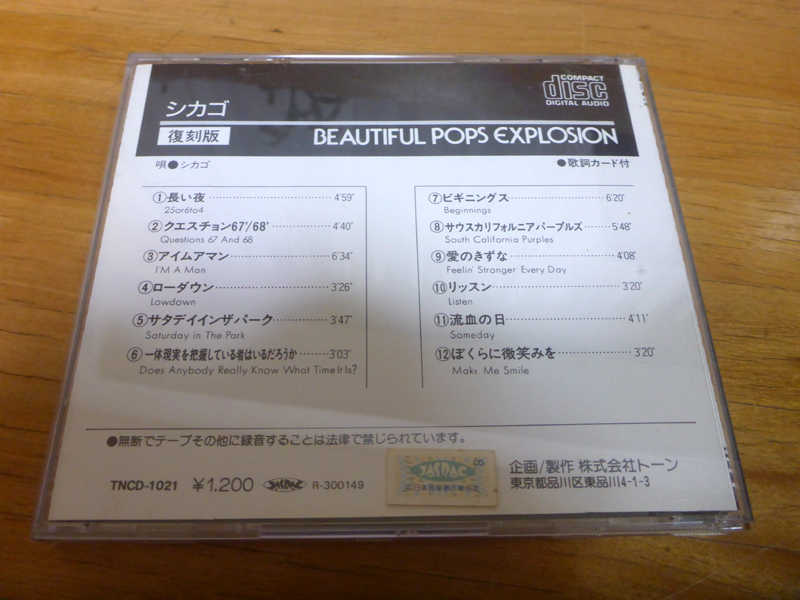 COMPACT
disc
DIGITAL AUDIO
シカゴ
復刻版
BEAUTIFUL POPS EXPLOSION
唄●シカゴ
●歌詞カード付
①長い夜 4'59"
25or6to4
②クエスチョン67'/68' 4'40"
Questions 67 And 68
③アイムアマン 6'34"
I'M A Man
④ローダウン 3'26"
Lowdown
⑤サタデイインザパーク 3'47"
Saturday in The Park
⑥一体現実を把握している者はいるだろうか 3'03"
Does Anybody Really Know What Time It Is?
⑦ビギニングス 6'20"
Beginnings
⑧サウスカリフォルニアパープルズ 5'48"
South California Purples
⑨愛のきずな 4'08"
Feelin' Stronger Every Day
⑩リッスン 3'20"
Listen
⑪流血の日 4'11"
Someday
⑫ぼくらに微笑みを 3'20"
Make Me Smile
●無断でテープその他に録音することは法律で禁じられています。
TNCD-1021 ¥1,200 JASRAC R-300149
JASRAC CD
企画/製作 株式会社トーン
東京都品川区東品川4-1-3